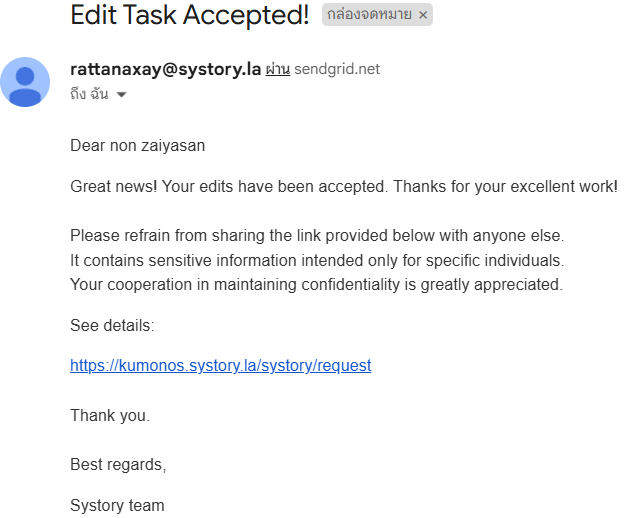 Edit Task Accepted! กล่องจดหมาย ×
rattanaxay@systory.la ผ่าน sendgrid.net
ถึง ฉัน
Dear non zaiyasan
Great news! Your edits have been accepted. Thanks for your excellent work!
Please refrain from sharing the link provided below with anyone else.
It contains sensitive information intended only for specific individuals.
Your cooperation in maintaining confidentiality is greatly appreciated.
See details:
https://kumonos.systory.la/systory/request
Thank you.
Best regards,
Systory team